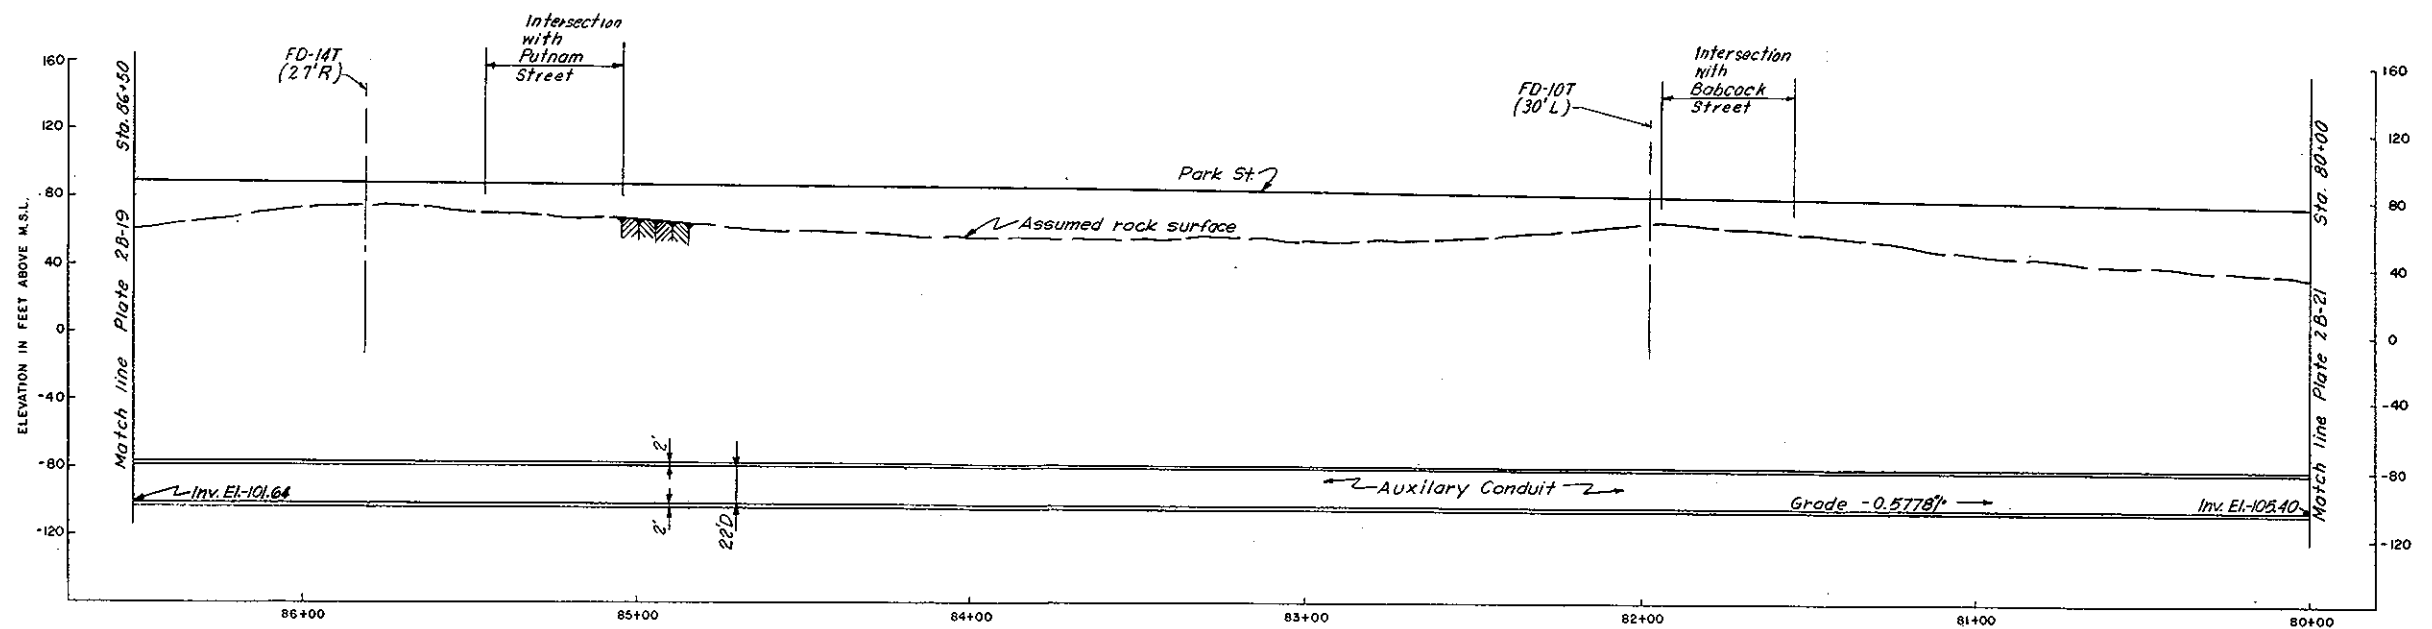 Intersection
with
Putnam
Street
FD-14T
(27'R)
Intersection
with
Babcock
Street
FD-10T
(30'L)
160
120
80
40
0
-40
-80
-120
ELEVATION IN FEET ABOVE M.S.L.
Match line Plate 2B-19 Sta. 86+50
Park St.
Assumed rock surface
2'
2'
22'D
Inv. El.-101.64
Auxilary Conduit
Grade -0.5778%
Inv. El.-105.40
Match line Plate 2B-21 Sta. 80+00
160
120
80
40
0
-40
-80
-120
86+00
85+00
84+00
83+00
82+00
81+00
80+00